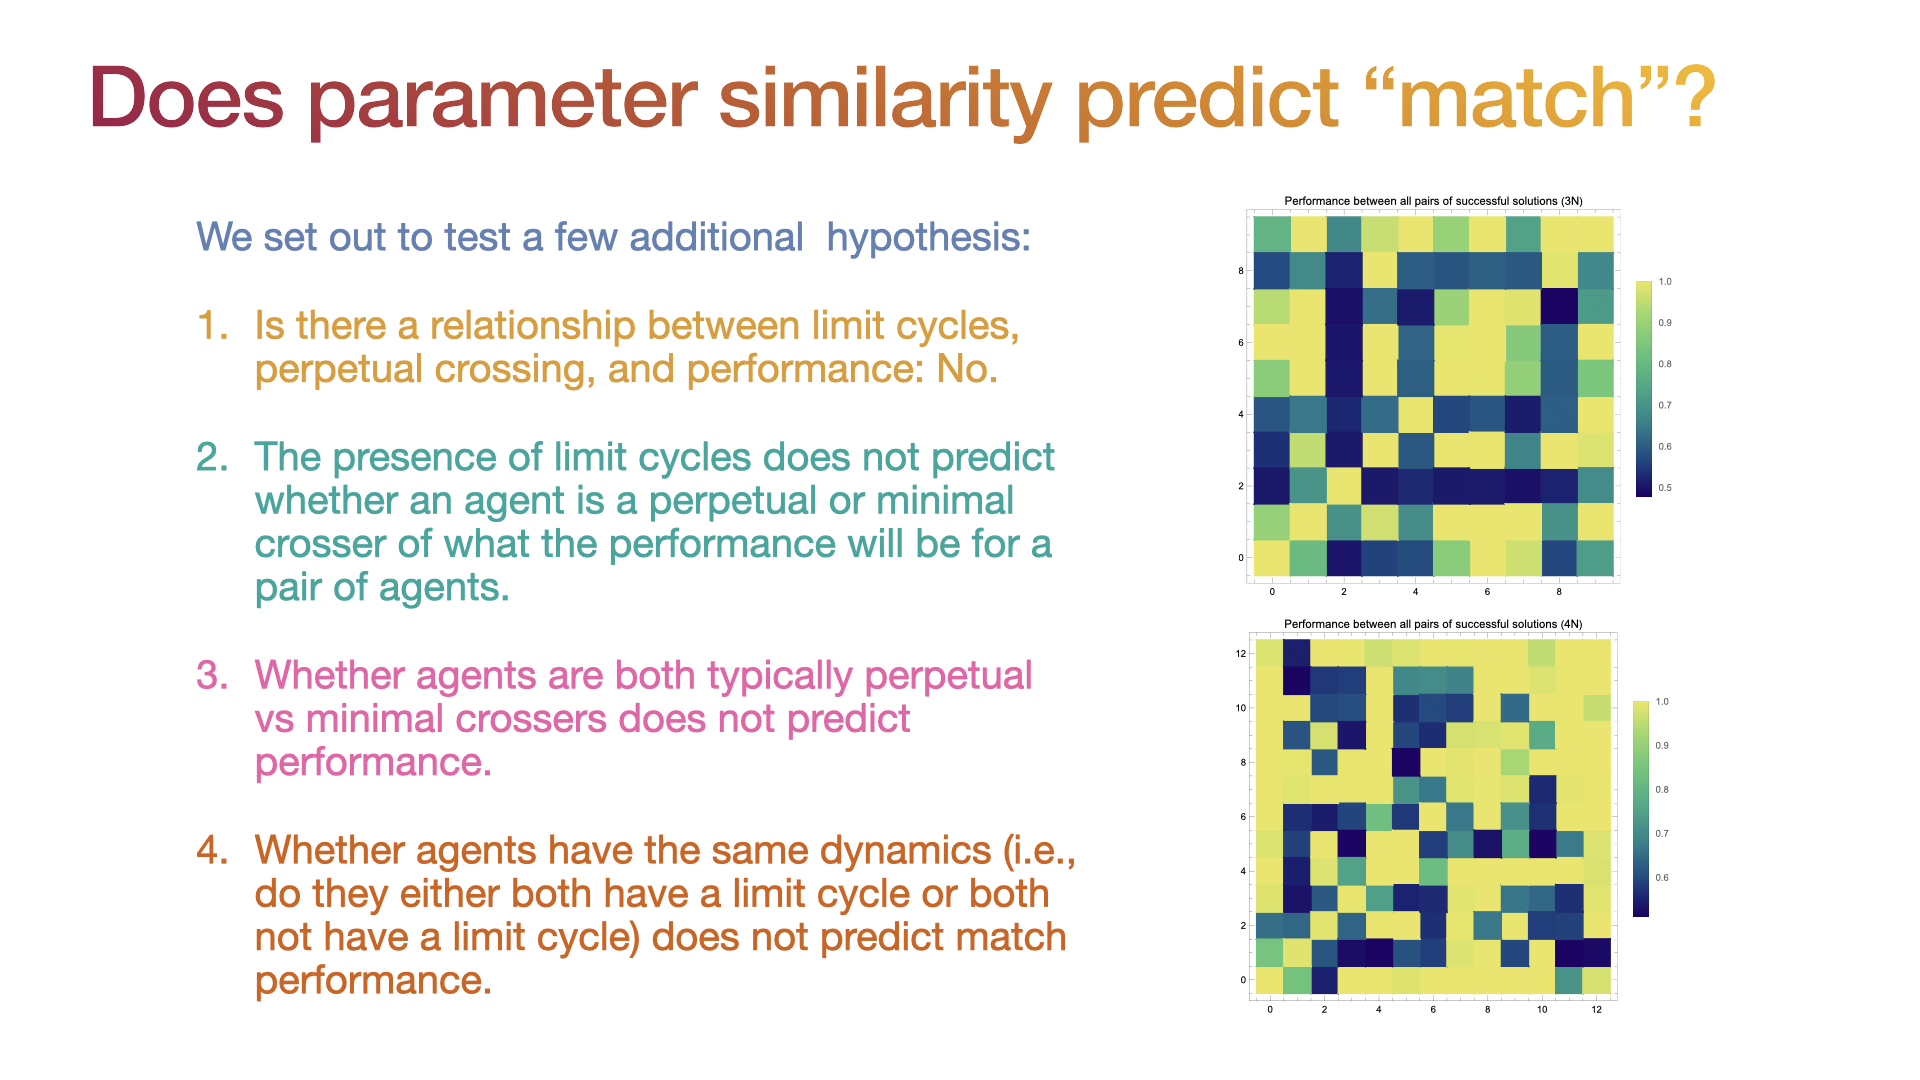 Does parameter similarity predict “match”?
We set out to test a few additional  hypothesis:
1. Is there a relationship between limit cycles,
perpetual crossing, and performance: No.
2. The presence of limit cycles does not predict
whether an agent is a perpetual or minimal
crosser of what the performance will be for a
pair of agents.
3. Whether agents are both typically perpetual
vs minimal crossers does not predict
performance.
4. Whether agents have the same dynamics (i.e.,
do they either both have a limit cycle or both
not have a limit cycle) does not predict match
performance.
Performance between all pairs of successful solutions (3N)
8
6
4
2
0
0 2 4 6 8
1.0
0.9
0.8
0.7
0.6
0.5
Performance between all pairs of successful solutions (4N)
12
10
8
6
4
2
0
0 2 4 6 8 10 12
1.0
0.9
0.8
0.7
0.6